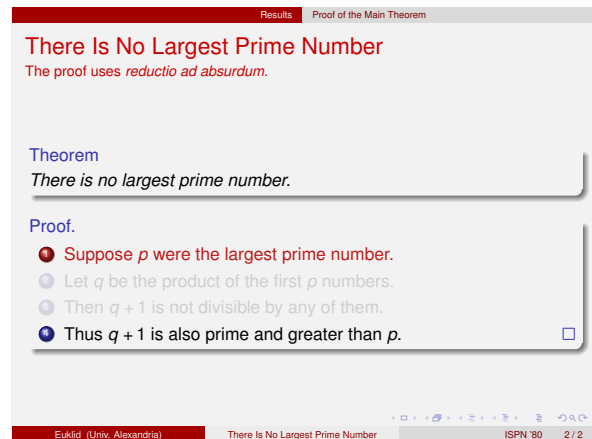 Results Proof of the Main Theorem
There Is No Largest Prime Number
The proof uses reductio ad absurdum.
Theorem
There is no largest prime number.
Proof.
1 Suppose p were the largest prime number.
2 Let q be the product of the first p numbers.
3 Then q + 1 is not divisible by any of them.
4 Thus q + 1 is also prime and greater than p.
Euklid (Univ. Alexandria) There Is No Largest Prime Number ISPN '80 2 / 2